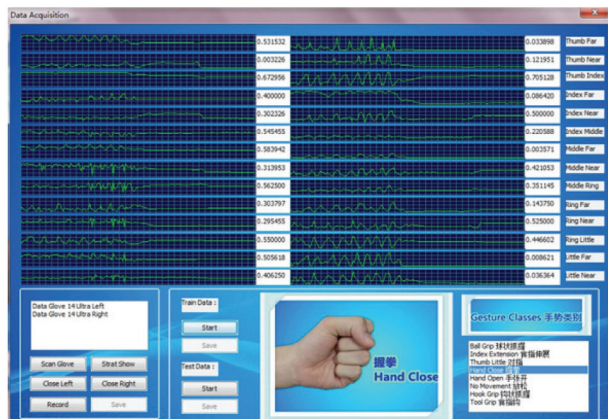 Data Acquisition
0.531532 0.033898 Thumb Far
0.003226 0.121951 Thumb Near
0.672956 0.705128 Thumb Index
0.400000 0.086420 Index Far
0.302326 0.500000 Index Near
0.545455 0.220588 Index Middle
0.583942 0.003571 Middle Far
0.313953 0.421053 Middle Near
0.562500 0.351145 Middle Ring
0.303797 0.143750 Ring Far
0.295455 0.525000 Ring Near
0.550000 0.446602 Ring Little
0.505618 0.008621 Little Far
0.406250 0.036364 Little Near
Data Glove 14 Ultra Left
Data Glove 14 Ultra Right
Scan Glove Strat Show
Close Left Close Right
Record Save
Train Data :
Start
Save
Test Data :
Start
Save
握拳
Hand Close
Gesture Classes 手势类别
Ball Grip 球状抓握
Index Extension 食指伸展
Thumb Little 对指
Hand Close 握拳
Hand Open 手张开
No Movement 放松
Hook Grip 钩状抓握
Tool Grip 食指钩